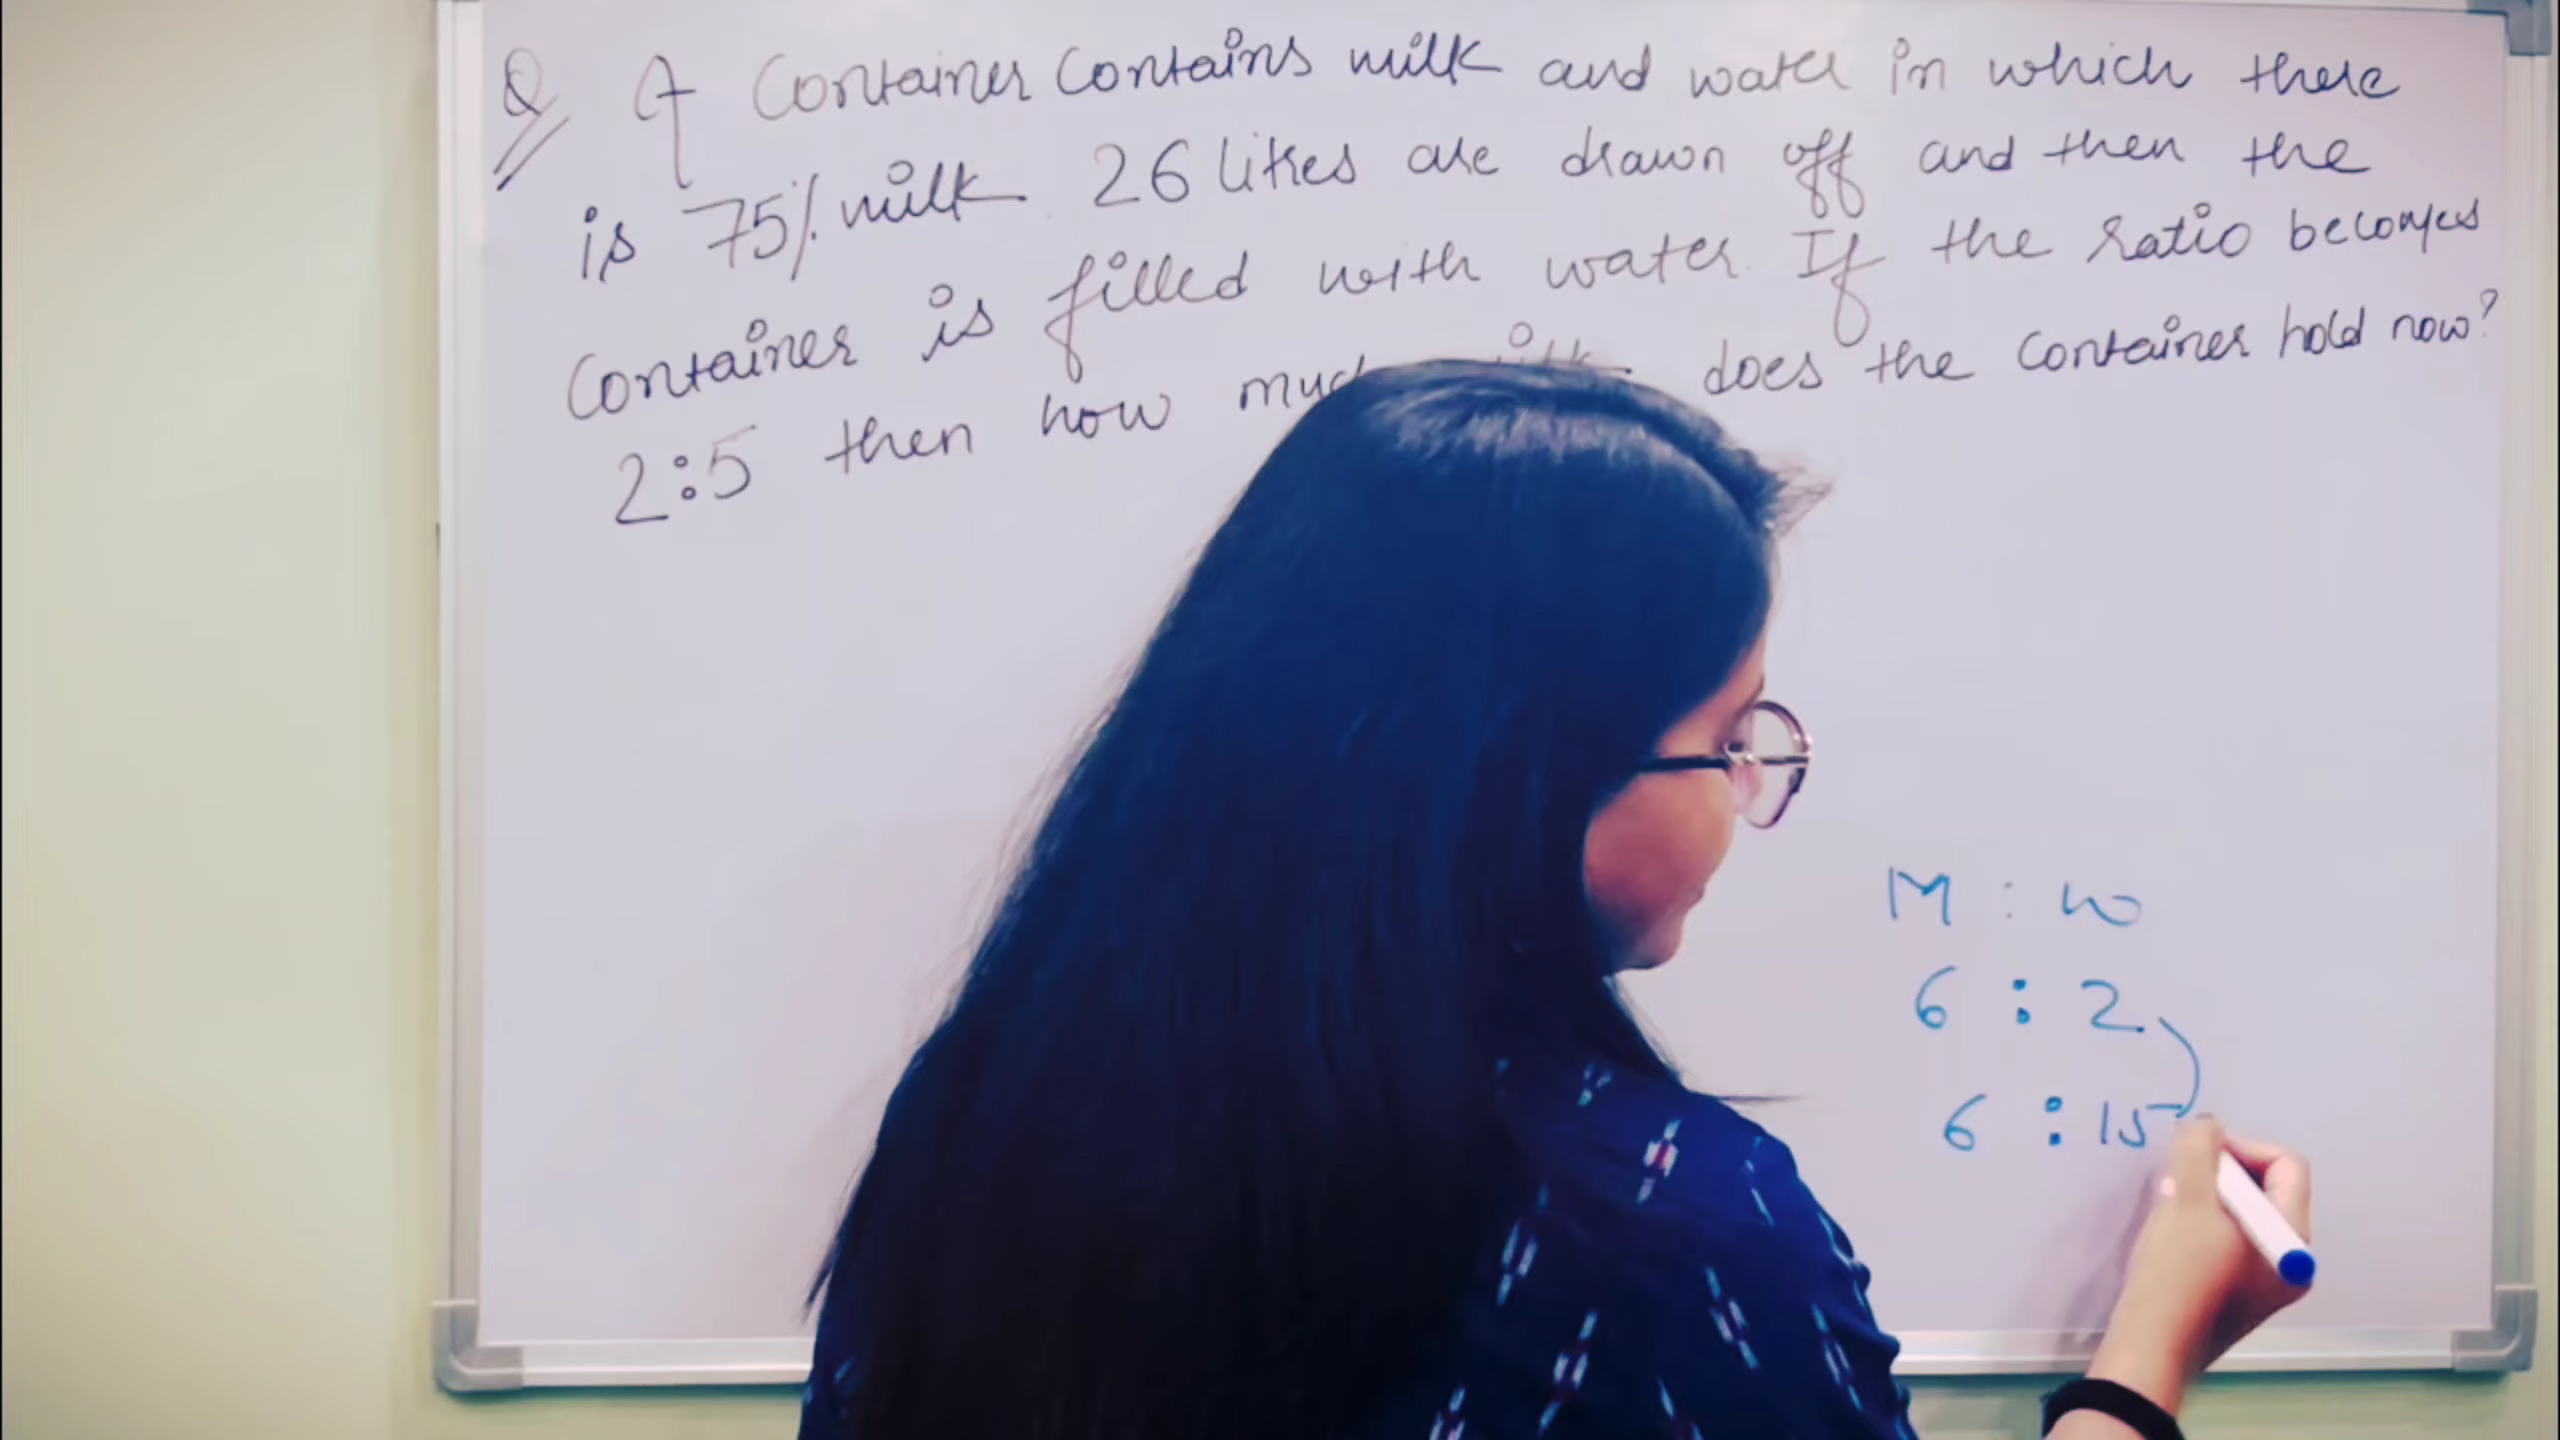 Q A Container Contains milk and water in which there
is 75% milk 26 litres are drawn off and then the
Container is filled with water. If the ratio becomes
2:5 then how does the Container hold now?
M : W
6 : 2
6 : 15